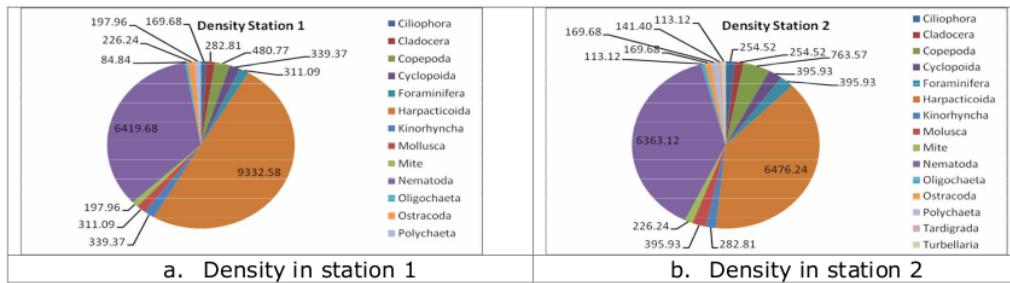 Density Station 1
197.96
169.68
226.24
282.81
480.77
84.84
339.37
311.09
6419.68
9332.58
197.96
311.09
339.37
Ciliophora
Cladocera
Copepoda
Cyclopoida
Foraminifera
Harpacticoida
Kinorhyncha
Mollusca
Mite
Nematoda
Oligochaeta
Ostracoda
Polychaeta
Density Station 2
113.12
141.40
169.68
169.68
254.52
254.52
763.57
113.12
395.93
395.93
6363.12
6476.24
226.24
395.93
282.81
Ciliophora
Cladocera
Copepoda
Cyclopoida
Foraminifera
Harpacticoida
Kinorhyncha
Molusca
Mite
Nematoda
Oligochaeta
Ostracoda
Polychaeta
Tardigrada
Turbellaria
a. Density in station 1
b. Density in station 2